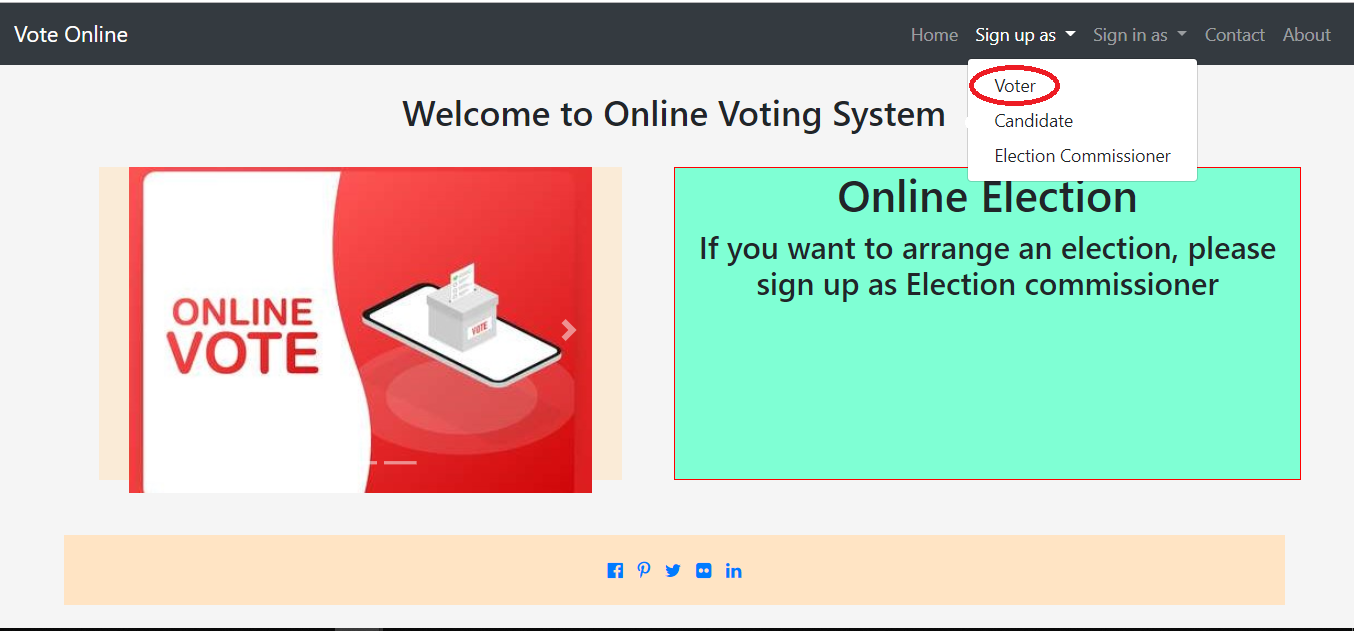 Vote Online
Home Sign up as Sign in as Contact About
Voter
Candidate
Election Commissioner
Welcome to Online Voting System
ONLINE
VOTE
VOTE
Online Election
If you want to arrange an election, please
sign up as Election commissioner